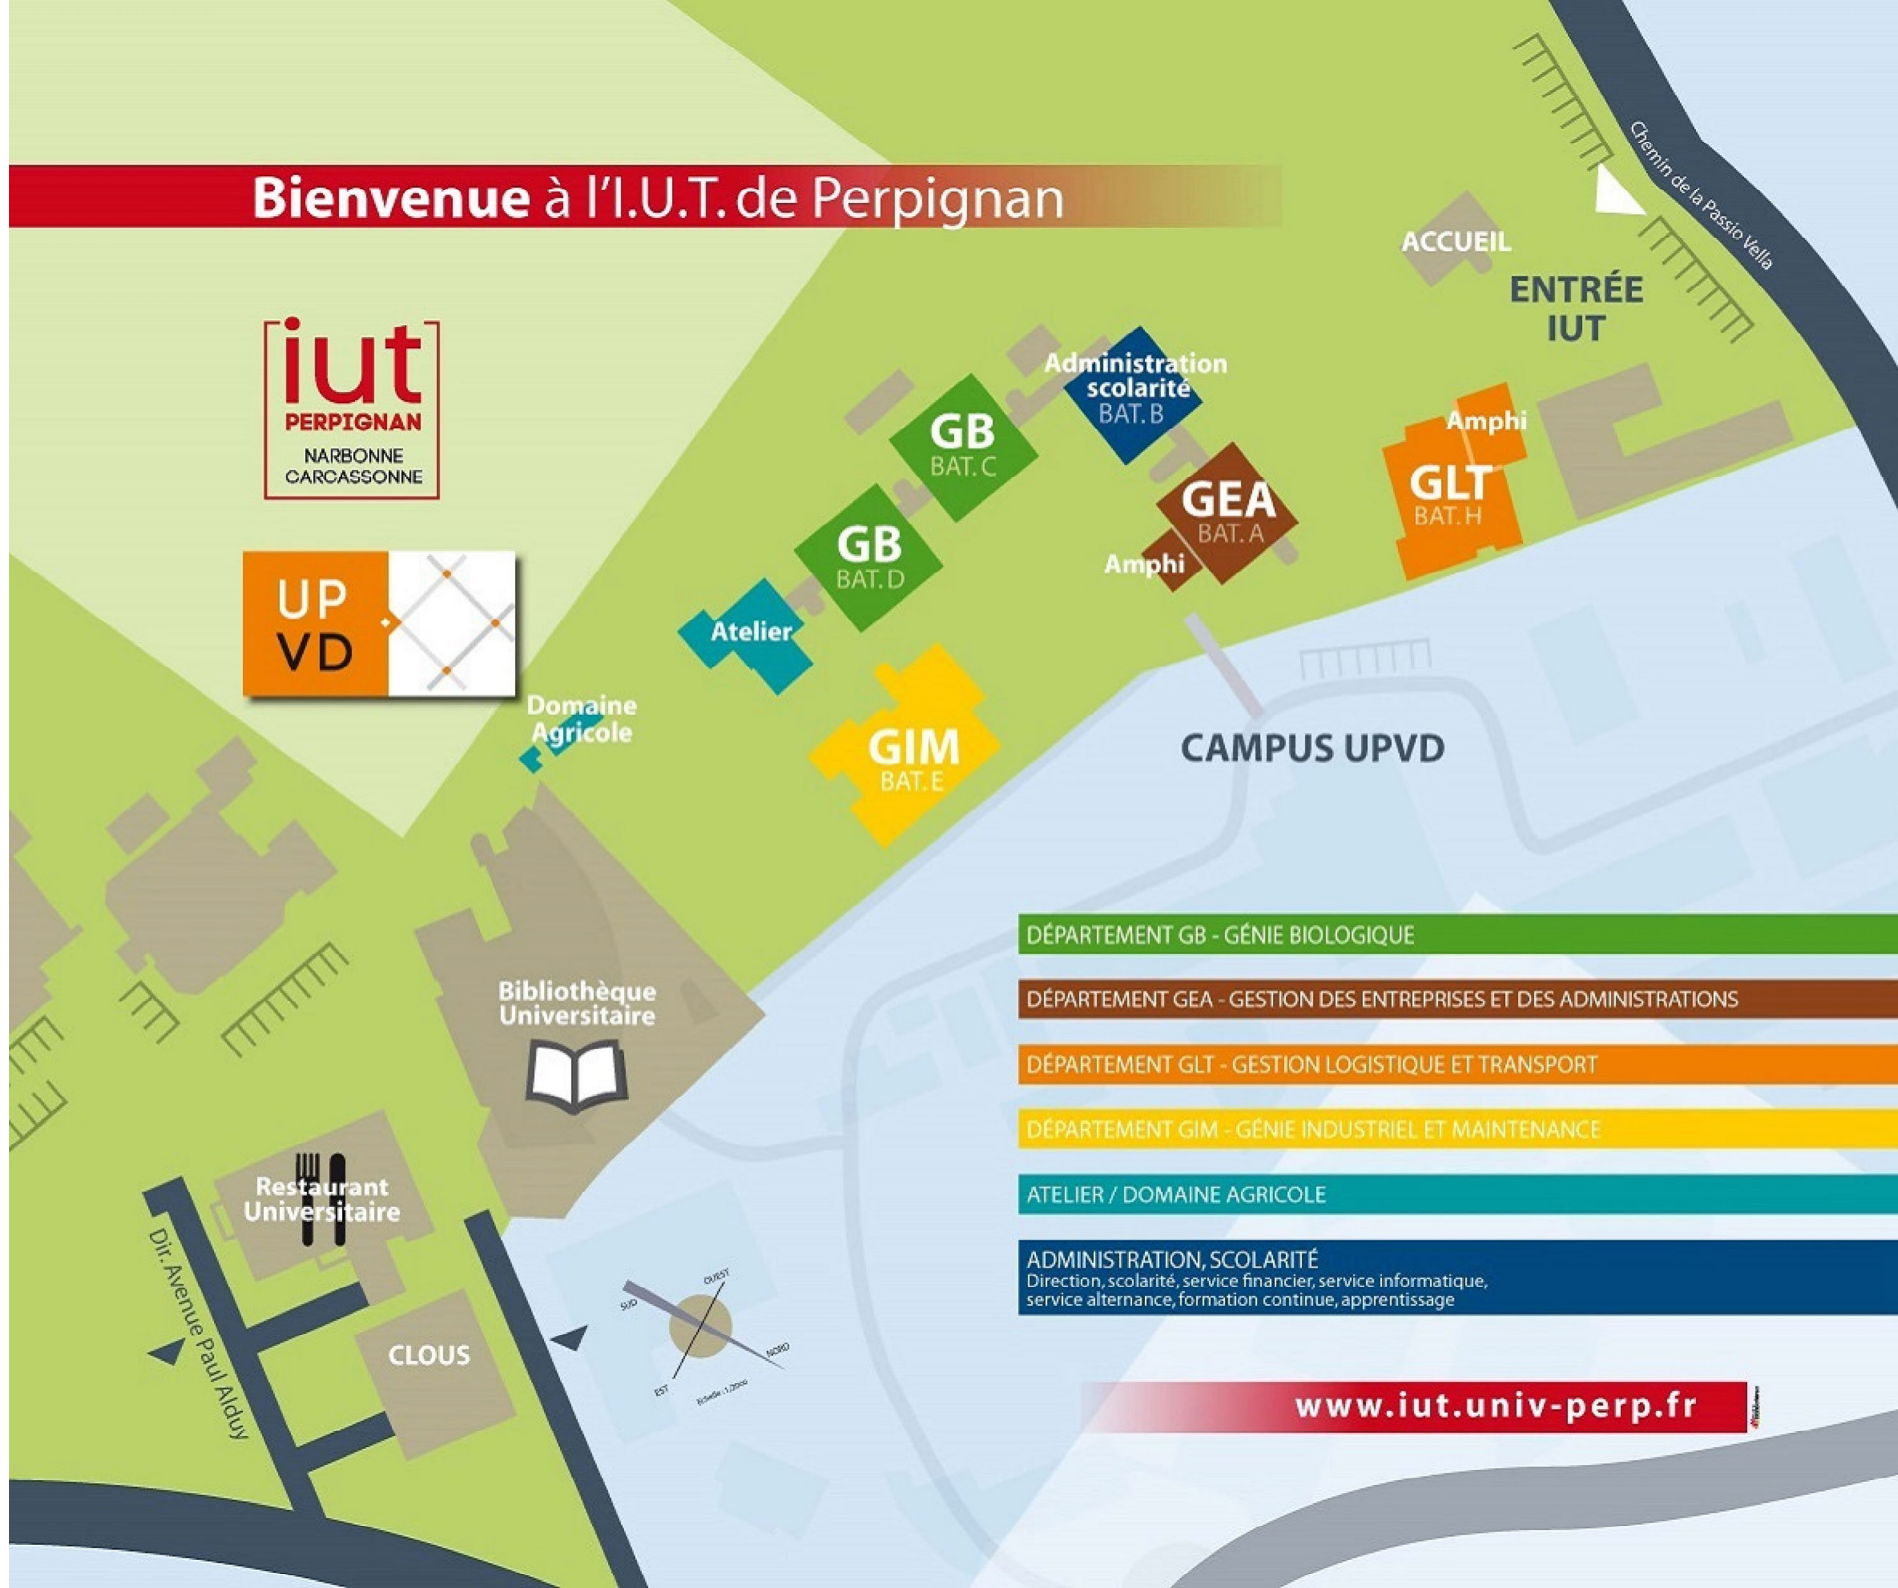 Bienvenue à l'I.U.T. de Perpignan
Chemin de la Passio Vella
ACCUEIL
ENTRÉE
IUT
iut
PERPIGNAN
NARBONNE
CARCASSONNE
UP
VD
Administration
scolarité
BAT. B
GB
BAT. C
Amphi
GLT
BAT. H
GEA
BAT. A
Amphi
GB
BAT. D
Atelier
Domaine
Agricole
GIM
BAT. E
CAMPUS UPVD
Bibliothèque
Universitaire
Restaurant
Universitaire
Dir. Avenue Paul Alduy
CLOUS
OUEST
SUD
NORD
EST
DÉPARTEMENT GB - GÉNIE BIOLOGIQUE
DÉPARTEMENT GEA - GESTION DES ENTREPRISES ET DES ADMINISTRATIONS
DÉPARTEMENT GLT - GESTION LOGISTIQUE ET TRANSPORT
DÉPARTEMENT GIM - GÉNIE INDUSTRIEL ET MAINTENANCE
ATELIER / DOMAINE AGRICOLE
ADMINISTRATION, SCOLARITÉ
Direction, scolarité, service financier, service informatique,
service alternance, formation continue, apprentissage
www.iut.univ-perp.fr